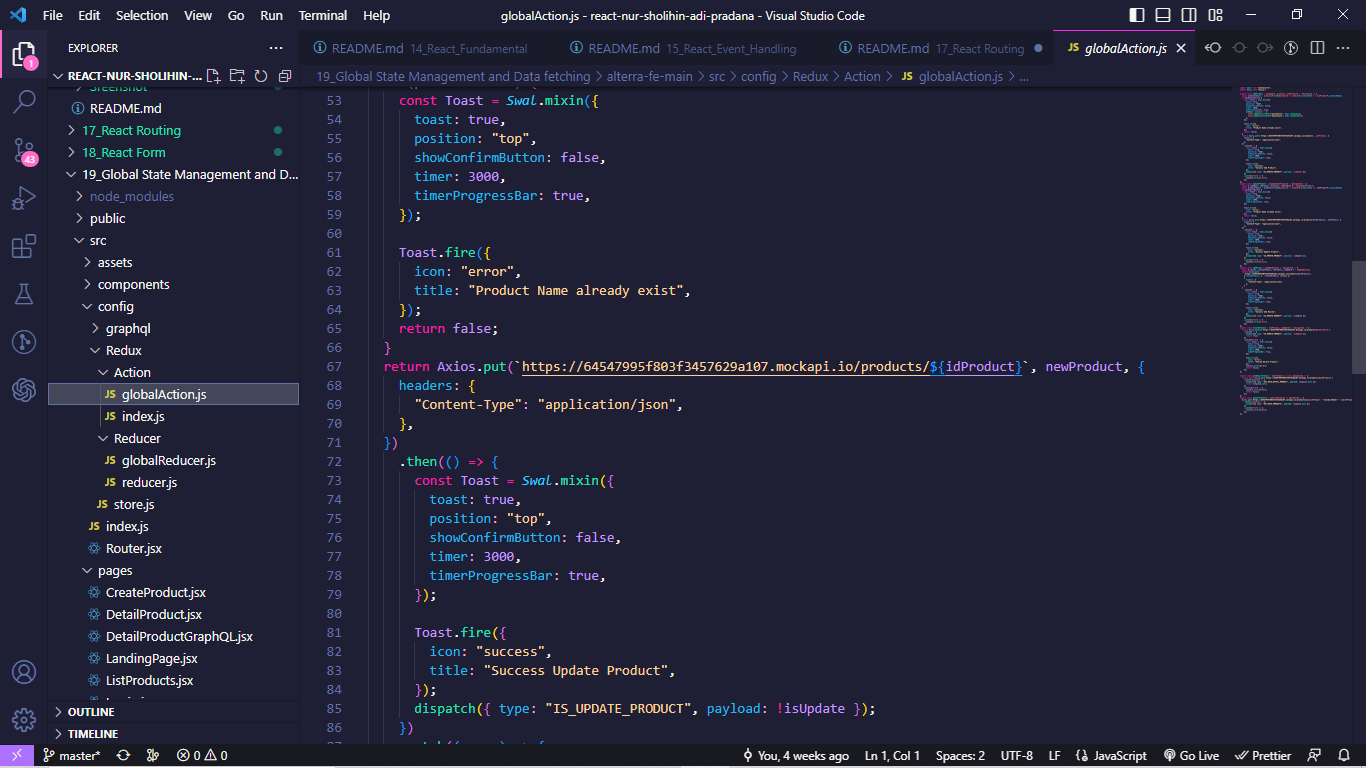 File Edit Selection View Go Run Terminal Help
globalAction.js - react-nur-sholihin-adi-pradana - Visual Studio Code
EXPLORER
README.md 14_React_Fundamental
README.md 15_React_Event_Handling
README.md 17_React Routing
JS globalAction.js
REACT-NUR-SHOLIHIN-...
19_Global State Management and Data fetching > alterra-fe-main > src > config > Redux > Action > JS globalAction.js > ...
1
43
README.md
17_React Routing
18_React Form
19_Global State Management and D...
node_modules
public
src
assets
components
config
graphql
Redux
Action
JS globalAction.js
JS index.js
Reducer
JS globalReducer.js
JS reducer.js
JS store.js
JS index.js
Router.jsx
pages
CreateProduct.jsx
DetailProduct.jsx
DetailProductGraphQL.jsx
LandingPage.jsx
ListProducts.jsx
OUTLINE
TIMELINE
53 const Toast = Swal.mixin({
54 toast: true,
55 position: "top",
56 showConfirmButton: false,
57 timer: 3000,
58 timerProgressBar: true,
59 });
60
61 Toast.fire({
62 icon: "error",
63 title: "Product Name already exist",
64 });
65 return false;
66 }
67 return Axios.put(`https://64547995f803f3457629a107.mockapi.io/products/${idProduct}`, newProduct, {
68 headers: {
69 "Content-Type": "application/json",
70 },
71 })
72 .then(() => {
73 const Toast = Swal.mixin({
74 toast: true,
75 position: "top",
76 showConfirmButton: false,
77 timer: 3000,
78 timerProgressBar: true,
79 });
80
81 Toast.fire({
82 icon: "success",
83 title: "Success Update Product",
84 });
85 dispatch({ type: "IS_UPDATE_PRODUCT", payload: !isUpdate });
86 })
master* 0 0 You, 4 weeks ago Ln 1, Col 1 Spaces: 2 UTF-8 LF {} JavaScript Go Live Prettier